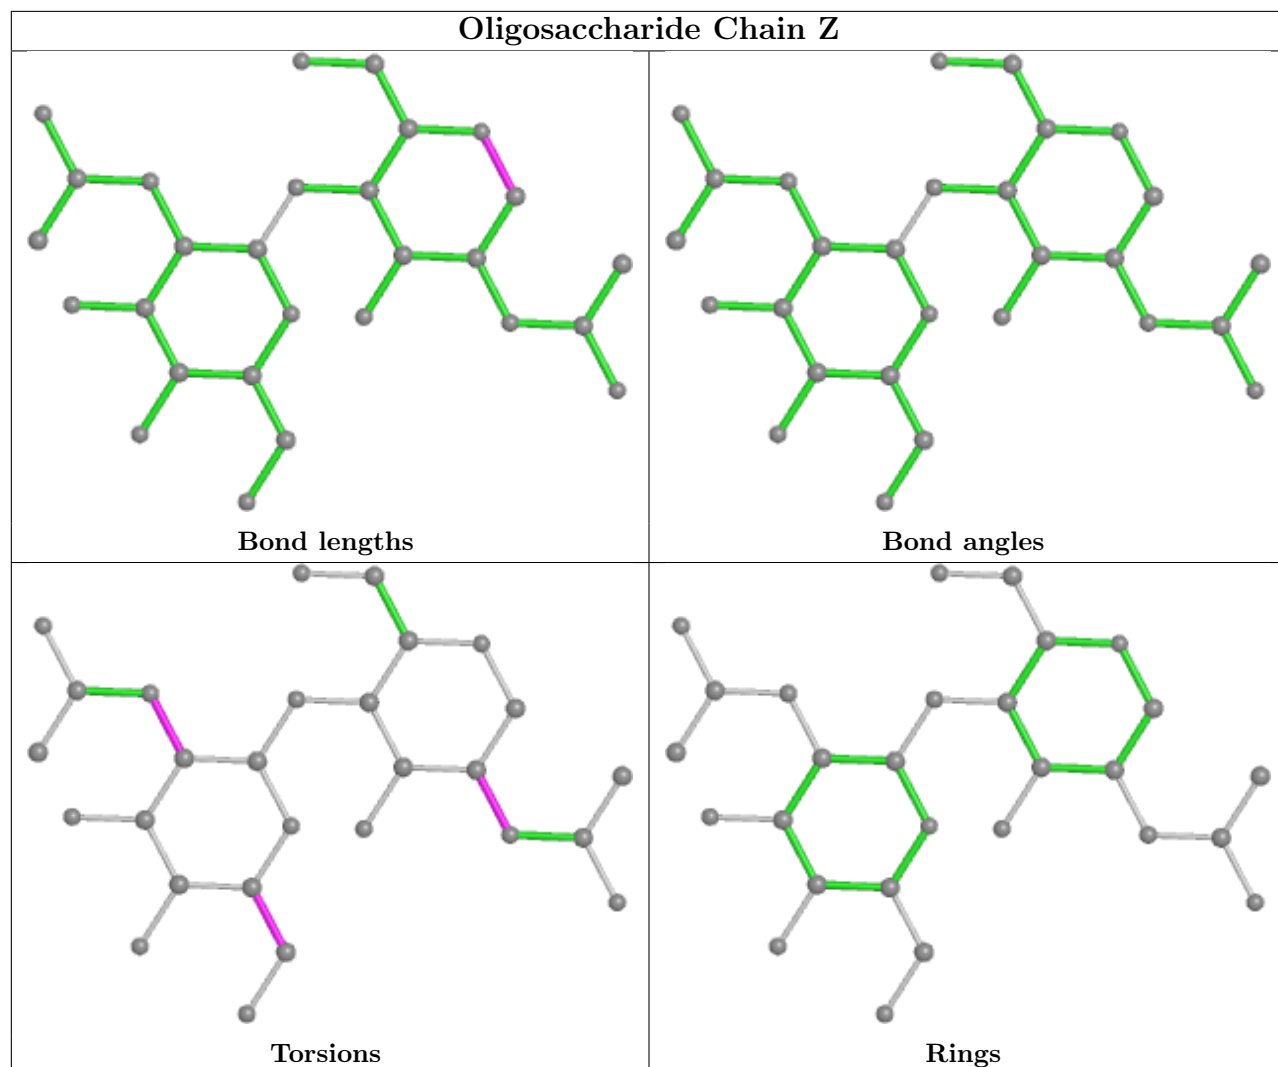 Oligosaccharide Chain Z
Bond lengths
Bond angles
Torsions
Rings